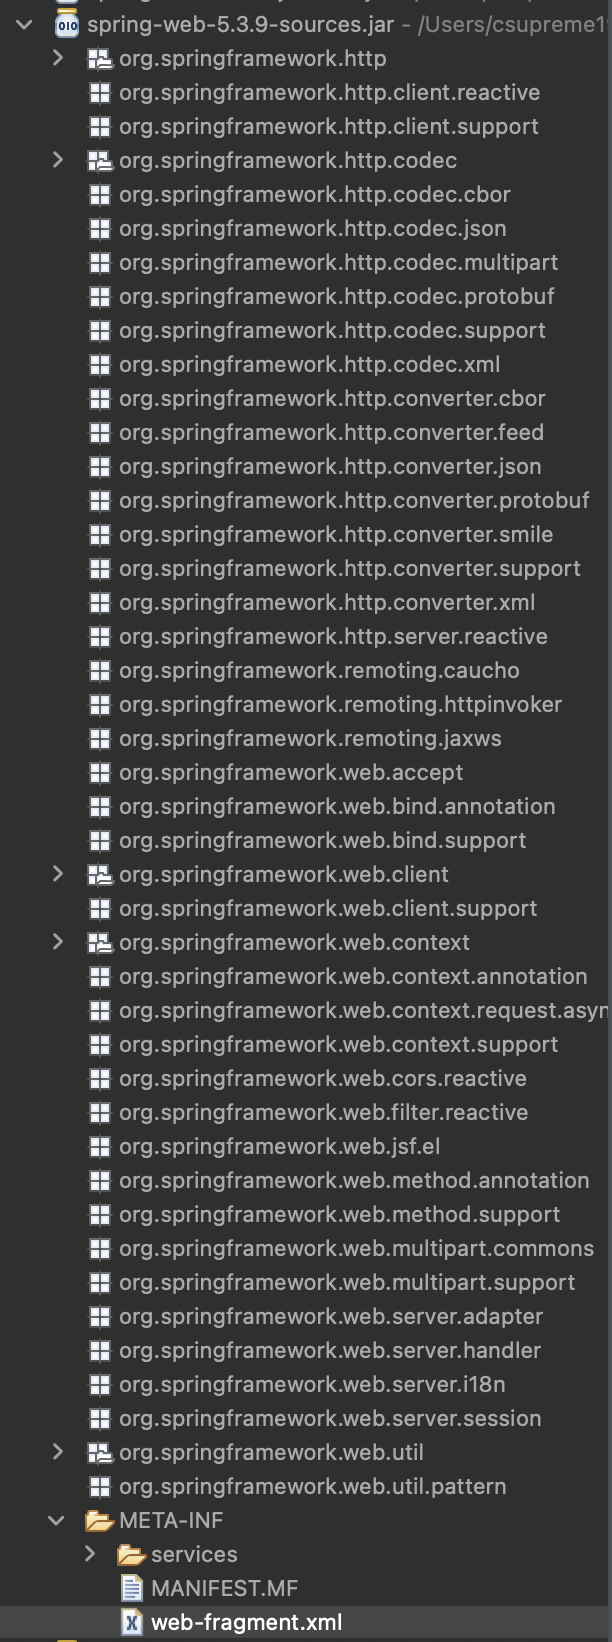 spring-web-5.3.9-sources.jar - /Users/csupreme19
org.springframework.http
org.springframework.http.client.reactive
org.springframework.http.client.support
org.springframework.http.codec
org.springframework.http.codec.cbor
org.springframework.http.codec.json
org.springframework.http.codec.multipart
org.springframework.http.codec.protobuf
org.springframework.http.codec.support
org.springframework.http.codec.xml
org.springframework.http.converter.cbor
org.springframework.http.converter.feed
org.springframework.http.converter.json
org.springframework.http.converter.protobuf
org.springframework.http.converter.smile
org.springframework.http.converter.support
org.springframework.http.converter.xml
org.springframework.http.server.reactive
org.springframework.remoting.caucho
org.springframework.remoting.httpinvoker
org.springframework.remoting.jaxws
org.springframework.web.accept
org.springframework.web.bind.annotation
org.springframework.web.bind.support
org.springframework.web.client
org.springframework.web.client.support
org.springframework.web.context
org.springframework.web.context.annotation
org.springframework.web.context.request.asyn
org.springframework.web.context.support
org.springframework.web.cors.reactive
org.springframework.web.filter.reactive
org.springframework.web.jsf.el
org.springframework.web.method.annotation
org.springframework.web.method.support
org.springframework.web.multipart.commons
org.springframework.web.multipart.support
org.springframework.web.server.adapter
org.springframework.web.server.handler
org.springframework.web.server.i18n
org.springframework.web.server.session
org.springframework.web.util
org.springframework.web.util.pattern
META-INF
services
MANIFEST.MF
web-fragment.xml